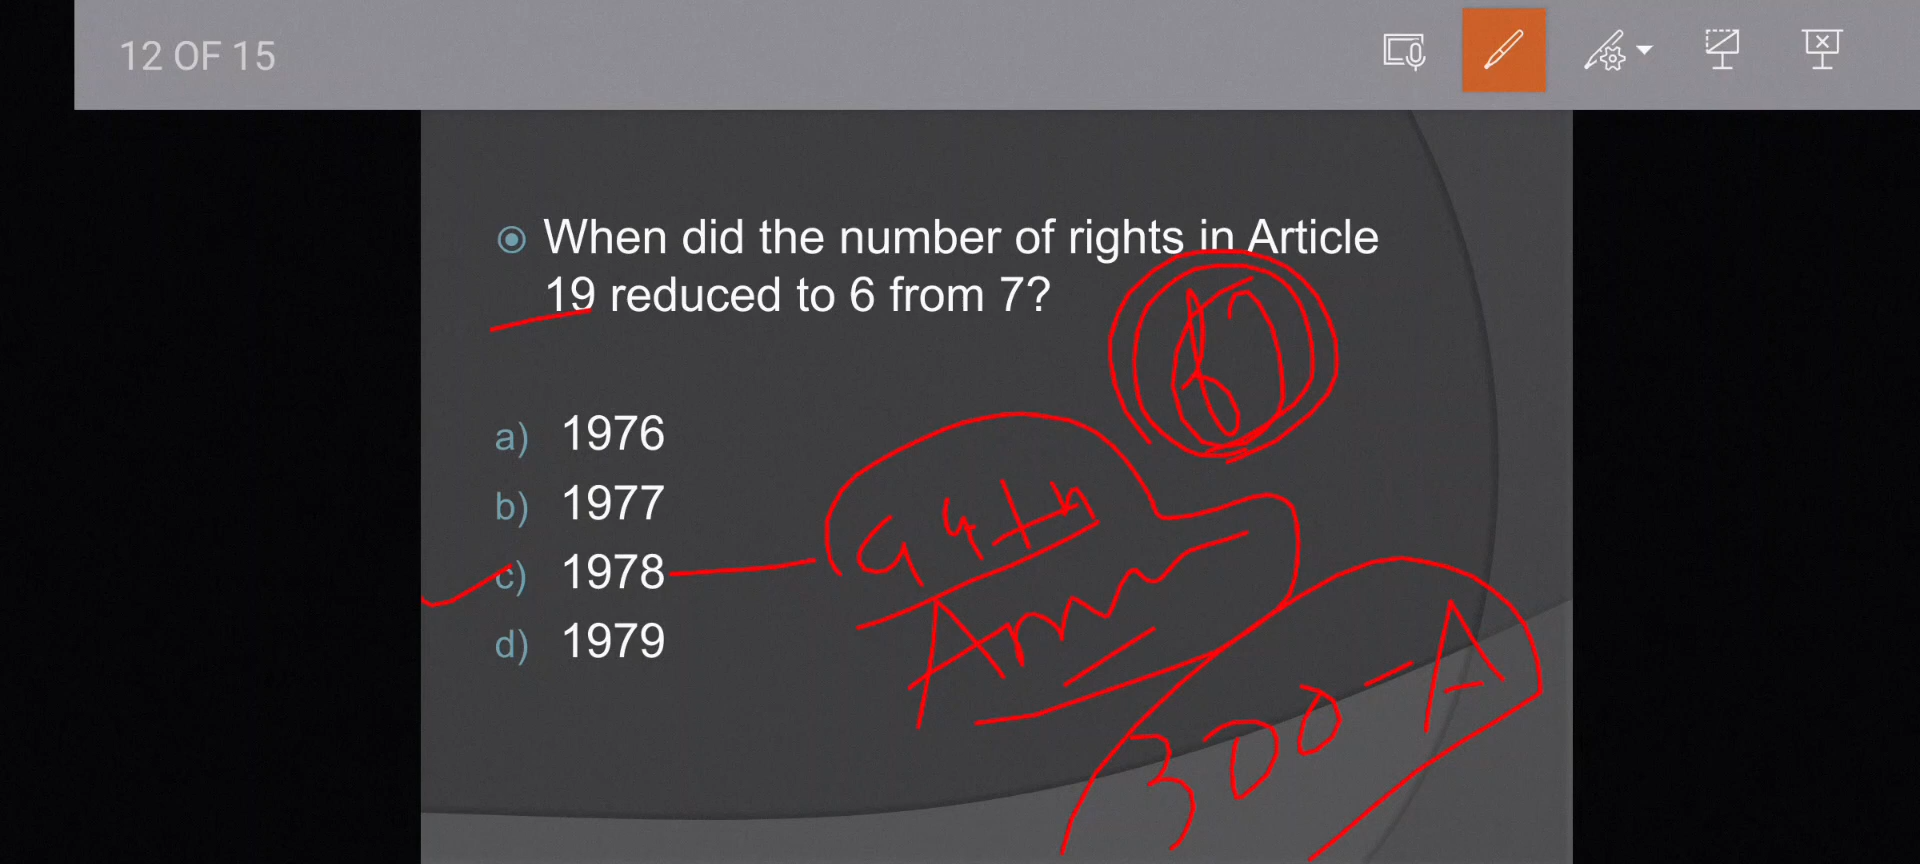 12 OF 15
When did the number of rights in Article
19 reduced to 6 from 7?
a) 1976
b) 1977
c) 1978
d) 1979
44th
Am
300-A